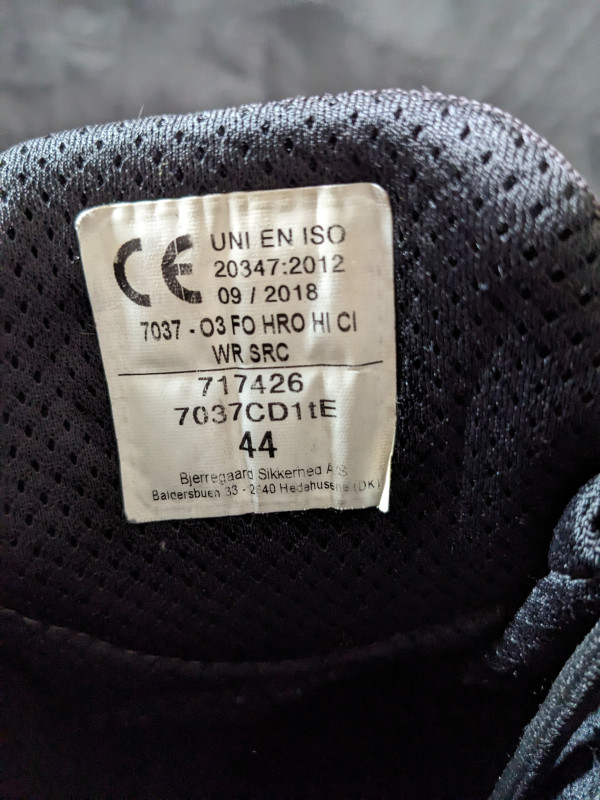 CE UNI EN ISO
20347:2012
09 / 2018
7037 - O3 FO HRO HI CI
WR SRC
717426
7037CD1tE
44
Bjerregaard Sikkerhed A/S
Baldersbuen 33 - 2640 Hedehusene (DK)